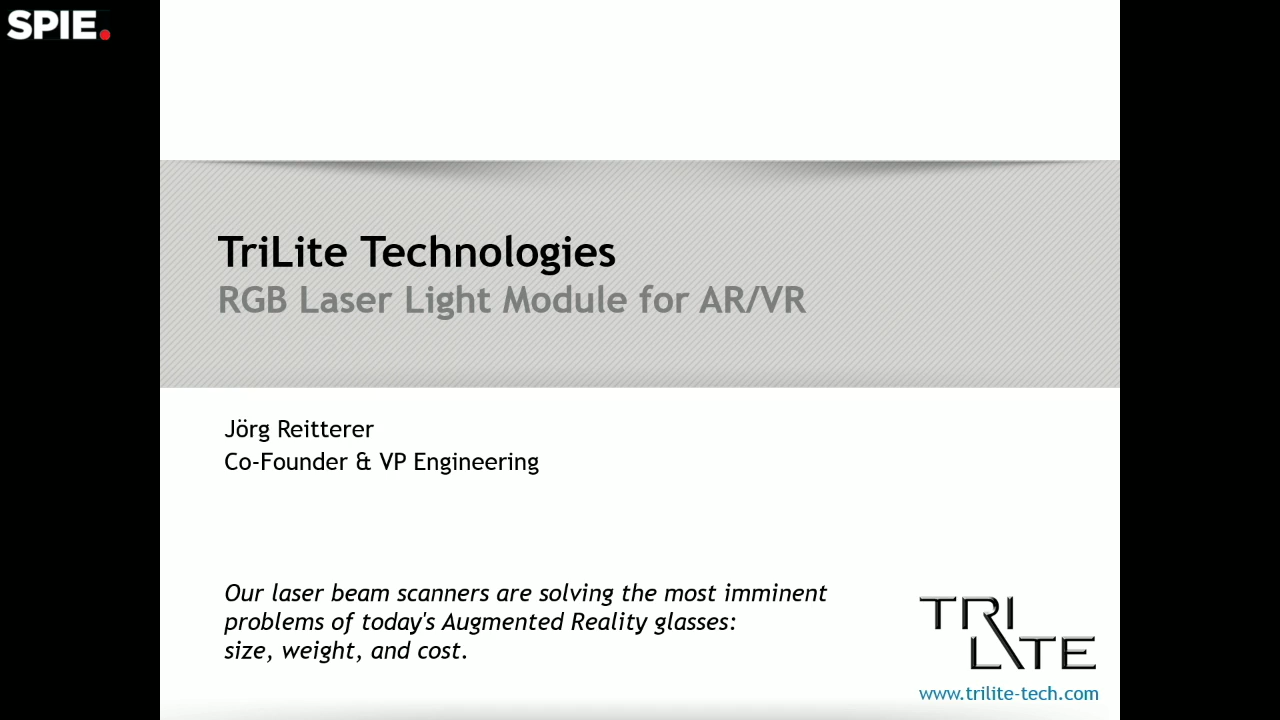 SPIE.
TriLite Technologies
RGB Laser Light Module for AR/VR
Jörg Reitterer
Co-Founder & VP Engineering
Our laser beam scanners are solving the most imminent
problems of today's Augmented Reality glasses:
size, weight, and cost.
TRI
LITE
www.trilite-tech.com